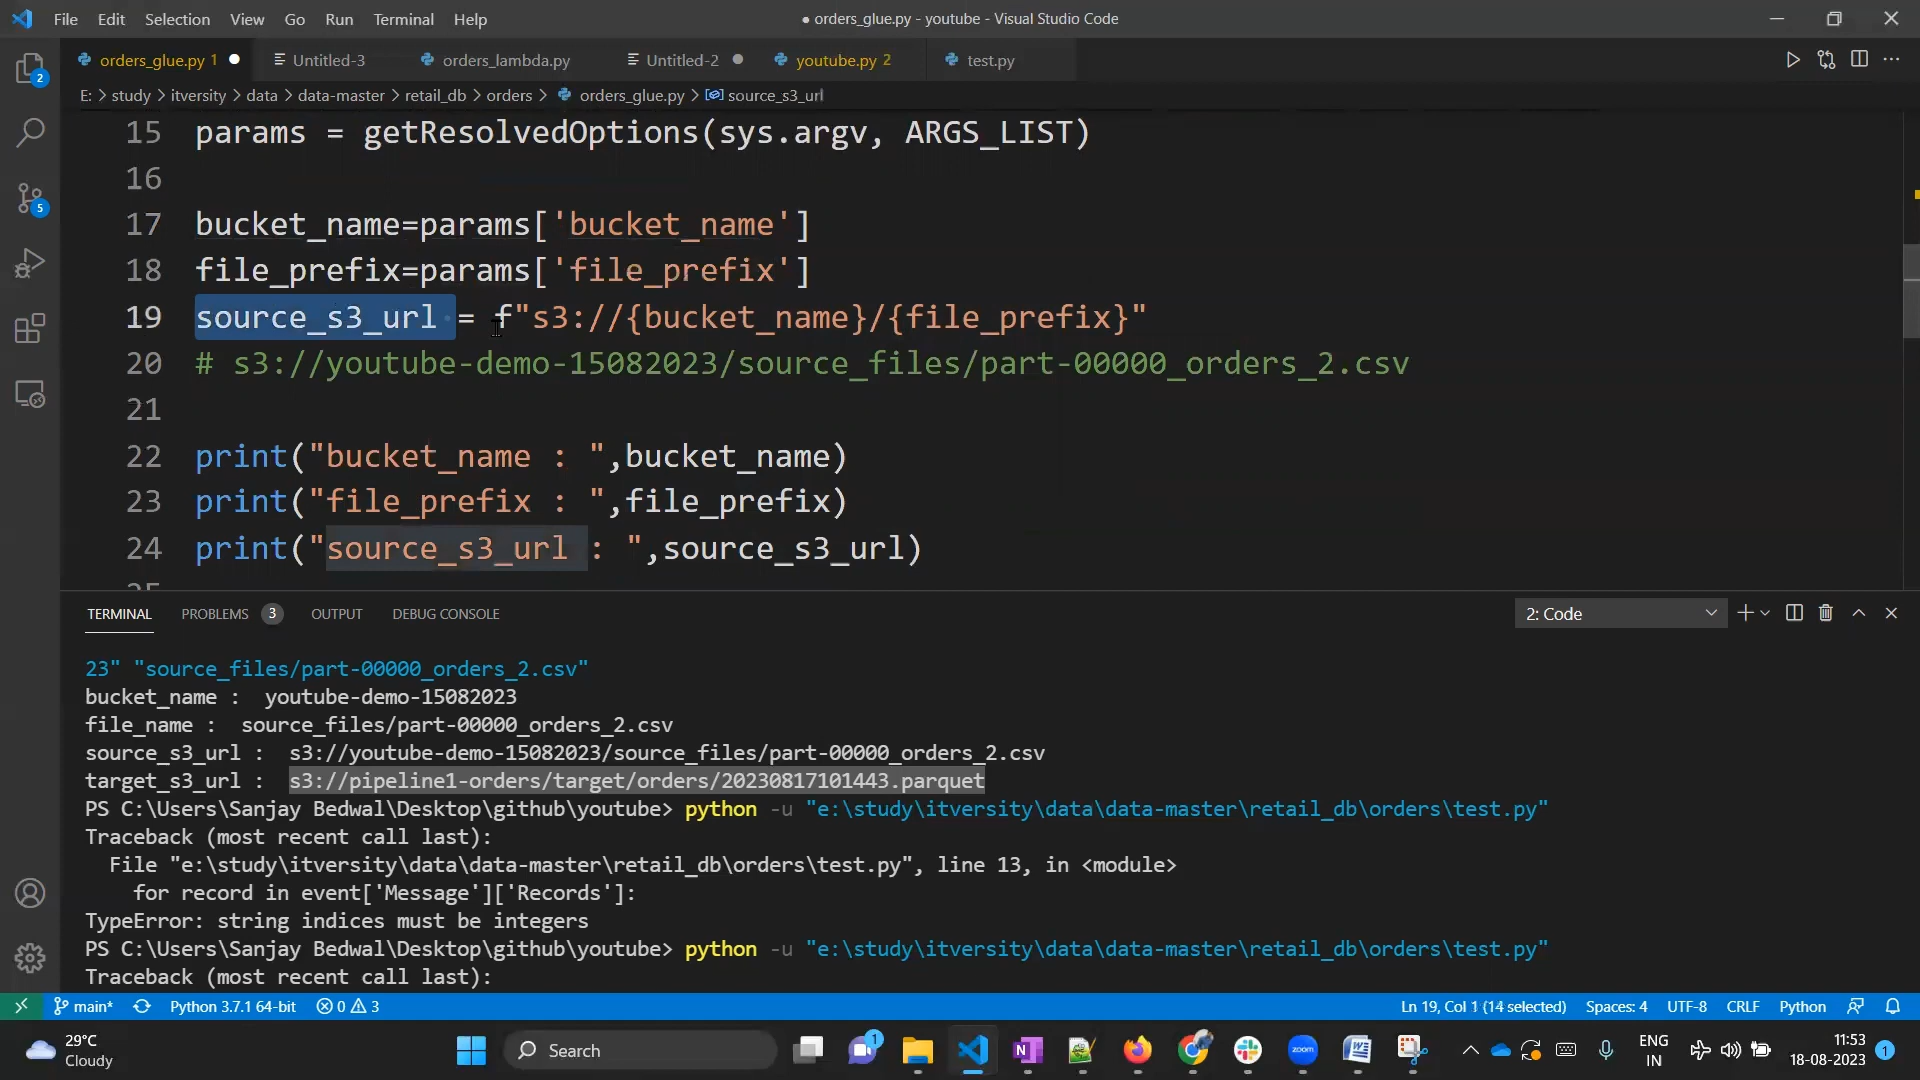 File Edit Selection View Go Run Terminal Help
● orders_glue.py - youtube - Visual Studio Code
orders_glue.py 1
Untitled-3
orders_lambda.py
Untitled-2
youtube.py 2
test.py
E: > study > itversity > data > data-master > retail_db > orders > orders_glue.py > source_s3_url
15 params = getResolvedOptions(sys.argv, ARGS_LIST)
16
17 bucket_name=params['bucket_name']
18 file_prefix=params['file_prefix']
19 source_s3_url = f"s3://{bucket_name}/{file_prefix}"
20 # s3://youtube-demo-15082023/source_files/part-00000_orders_2.csv
21
22 print("bucket_name : ",bucket_name)
23 print("file_prefix : ",file_prefix)
24 print("source_s3_url : ",source_s3_url)
25
2
5
TERMINAL PROBLEMS 3 OUTPUT DEBUG CONSOLE
2: Code
23" "source_files/part-00000_orders_2.csv"
bucket_name :  youtube-demo-15082023
file_name :  source_files/part-00000_orders_2.csv
source_s3_url :  s3://youtube-demo-15082023/source_files/part-00000_orders_2.csv
target_s3_url :  s3://pipeline1-orders/target/orders/20230817101443.parquet
PS C:\Users\Sanjay Bedwal\Desktop\github\youtube> python -u "e:\study\itversity\data\data-master\retail_db\orders\test.py"
Traceback (most recent call last):
  File "e:\study\itversity\data\data-master\retail_db\orders\test.py", line 13, in <module>
    for record in event['Message']['Records']:
TypeError: string indices must be integers
PS C:\Users\Sanjay Bedwal\Desktop\github\youtube> python -u "e:\study\itversity\data\data-master\retail_db\orders\test.py"
Traceback (most recent call last):
main* Python 3.7.1 64-bit 0 3
Ln 19, Col 1 (14 selected) Spaces: 4 UTF-8 CRLF Python
29°C
Cloudy
Search
1
zoom
ENG
IN
11:53
18-08-2023
1